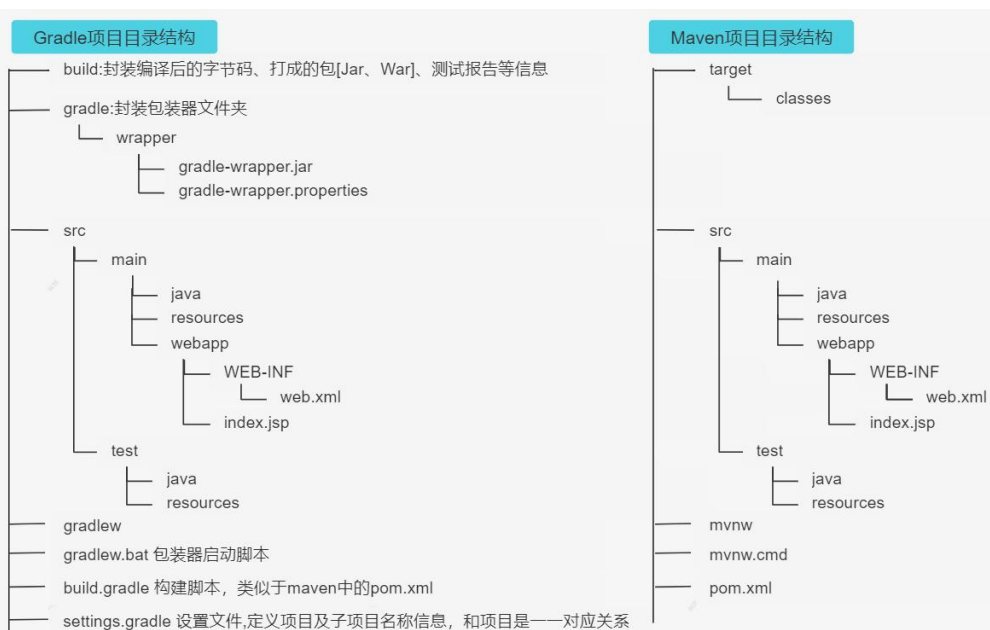 Gradle项目目录结构
build:封装编译后的字节码、打成的包[Jar、War]、测试报告等信息
gradle:封装包装器文件夹
wrapper
gradle-wrapper.jar
gradle-wrapper.properties
src
main
java
resources
webapp
WEB-INF
web.xml
index.jsp
test
java
resources
gradlew
gradlew.bat 包装器启动脚本
build.gradle 构建脚本，类似于maven中的pom.xml
settings.gradle 设置文件,定义项目及子项目名称信息，和项目是一一对应关系
Maven项目目录结构
target
classes
src
main
java
resources
webapp
WEB-INF
web.xml
index.jsp
test
java
resources
mvnw
mvnw.cmd
pom.xml